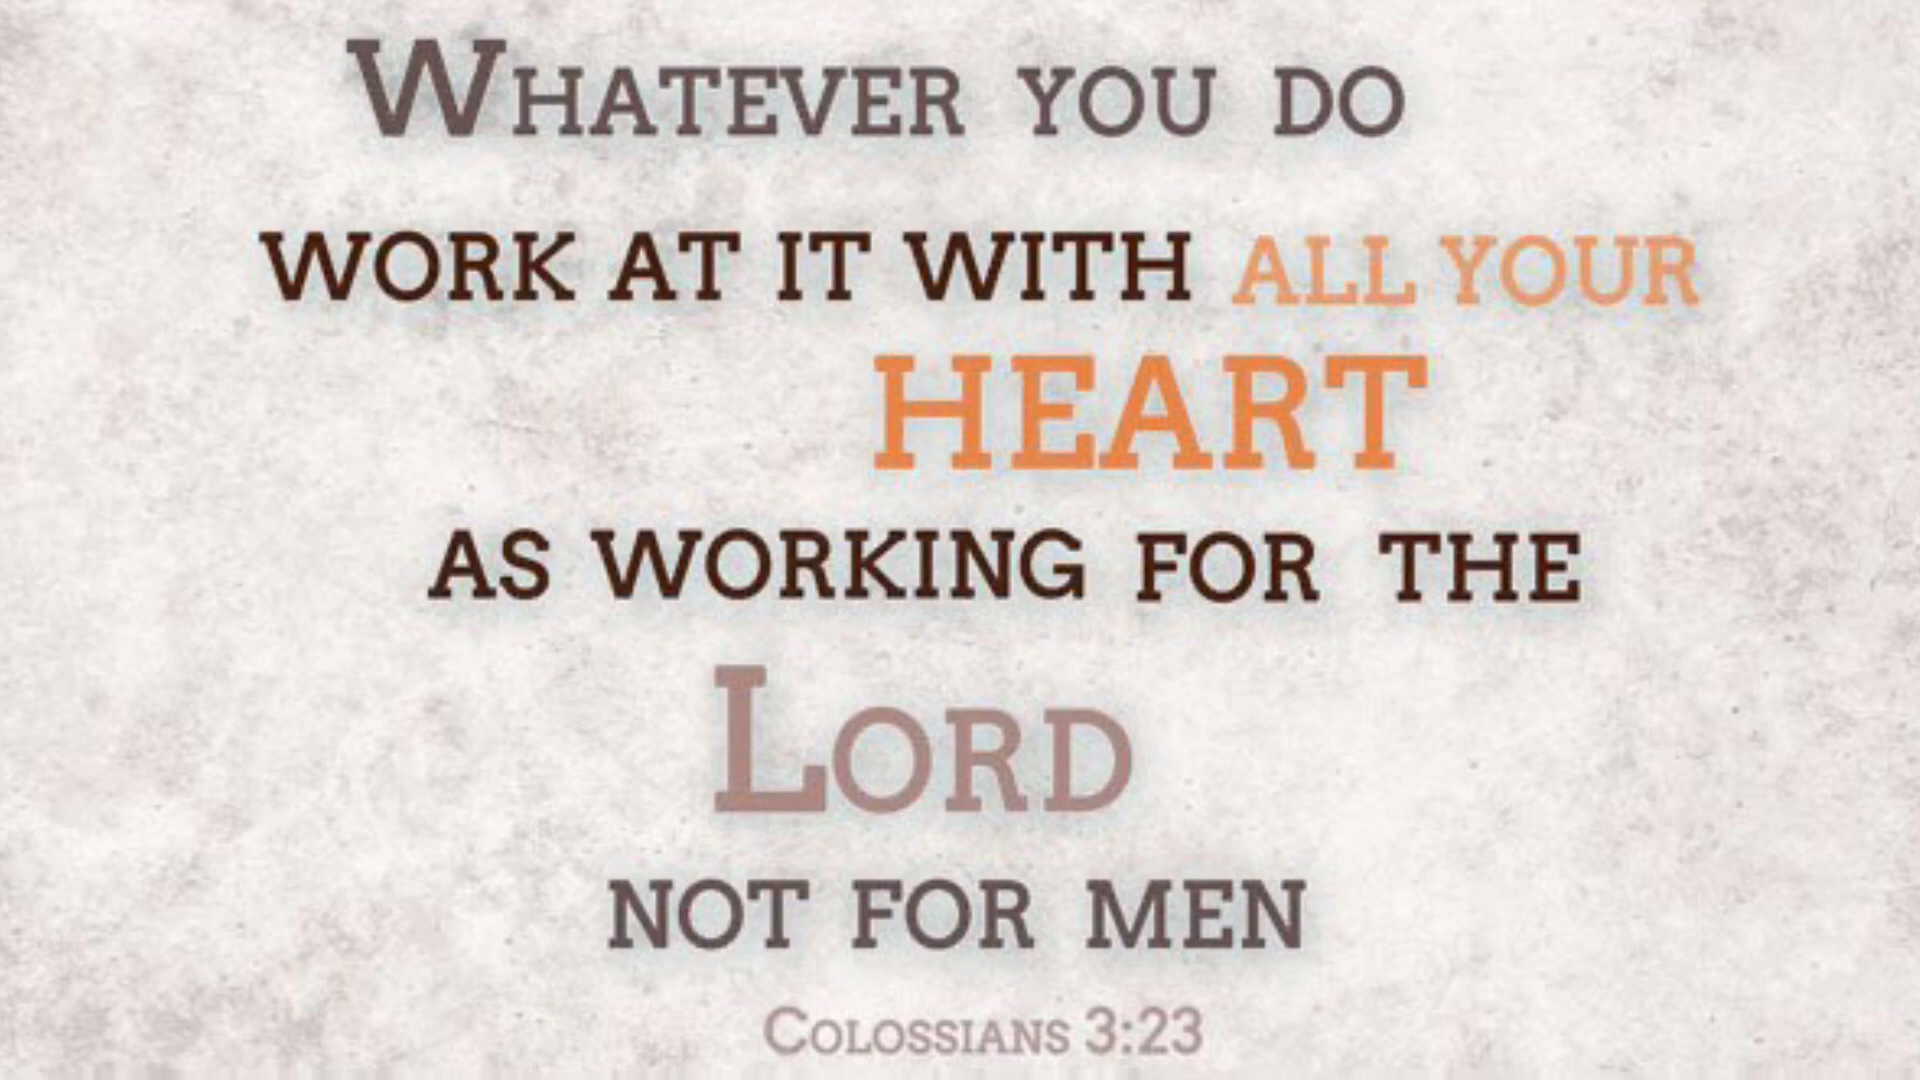 Whatever you do
work at it with all your
HEART
as working for the
Lord
not for men
Colossians 3:23